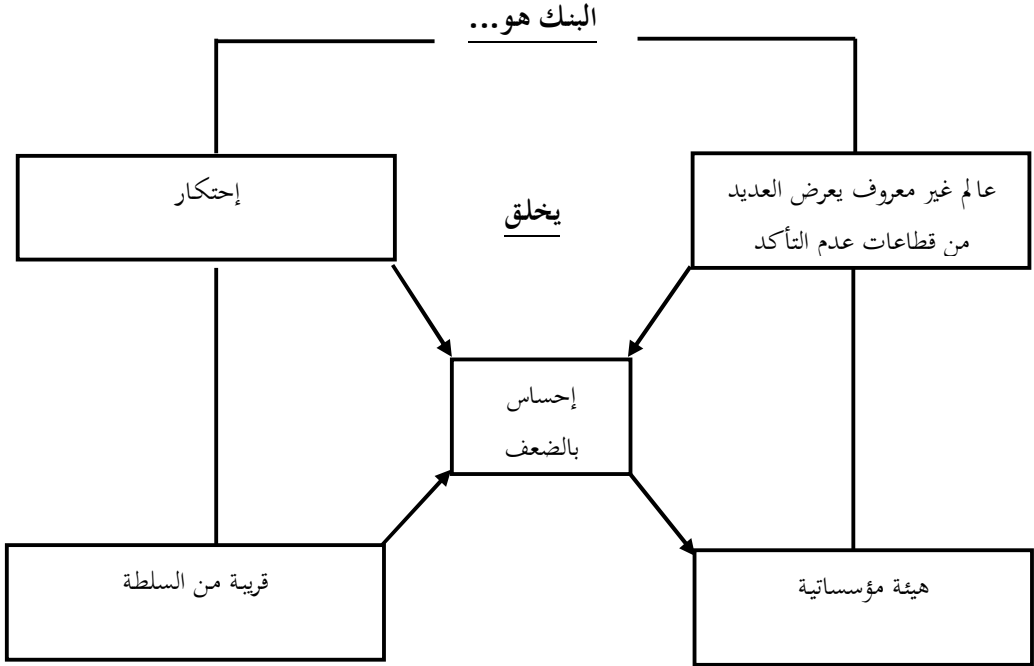 البنك هو...
عالم غير معروف يعرض العديد
من قطاعات عدم التأكد
إحتكار
يخلق
إحساس
بالضعف
هيئة مؤسساتية
قريبة من السلطة